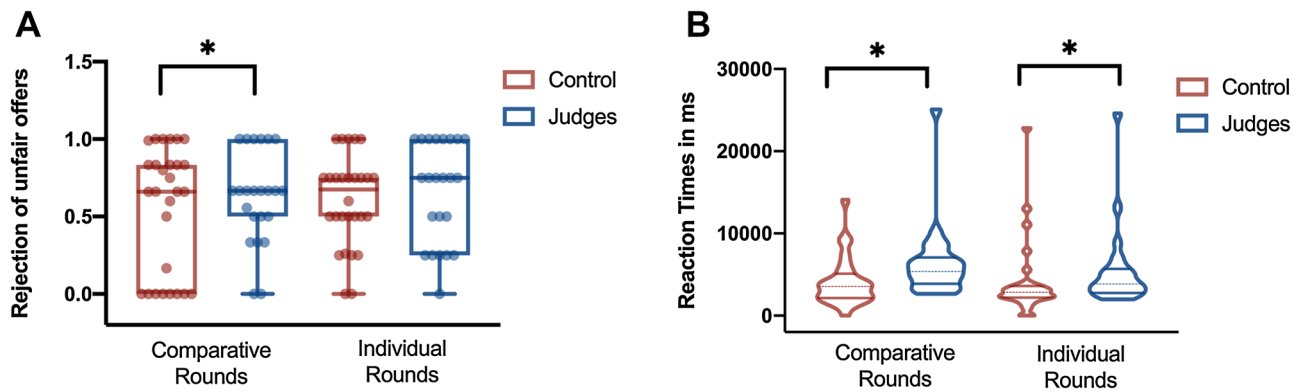 A
Rejection of unfair offers
1.5
1.0
0.5
0.0
*
Control
Judges
Comparative
Rounds
Individual
Rounds
B
Reaction Times in ms
30000
20000
10000
0
*
*
Control
Judges
Comparative
Rounds
Individual
Rounds